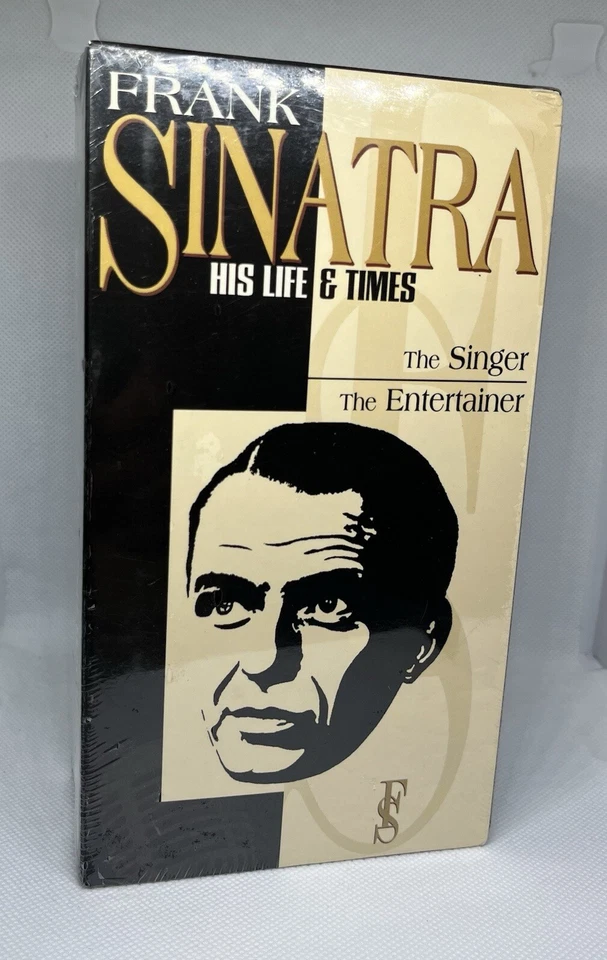 FRANK
SINATRA
HIS LIFE & TIMES
The Singer
The Entertainer
FS